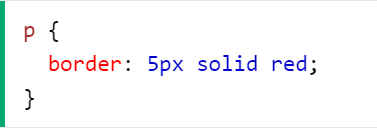 p {
  border: 5px solid red;
}